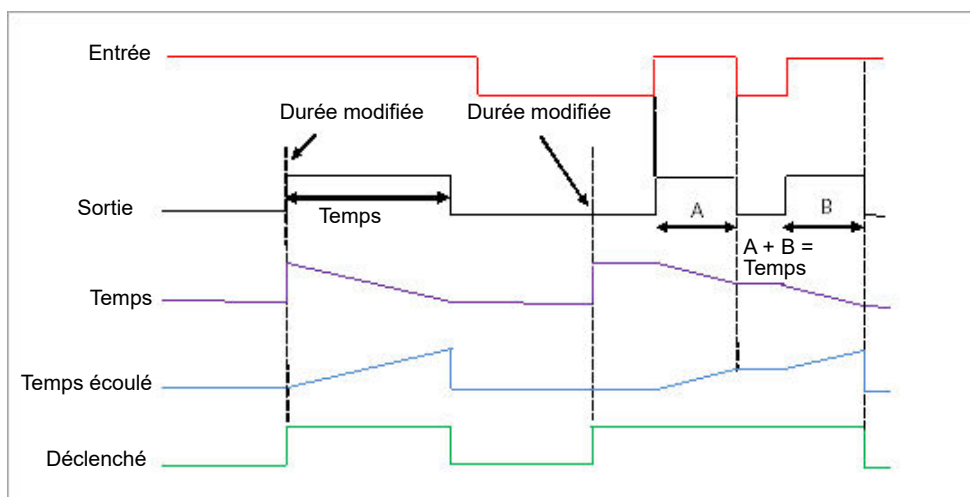 Entrée
Durée modifiée
Durée modifiée
Sortie
Temps
A
B
A + B =
Temps
Temps
Temps écoulé
Déclenché